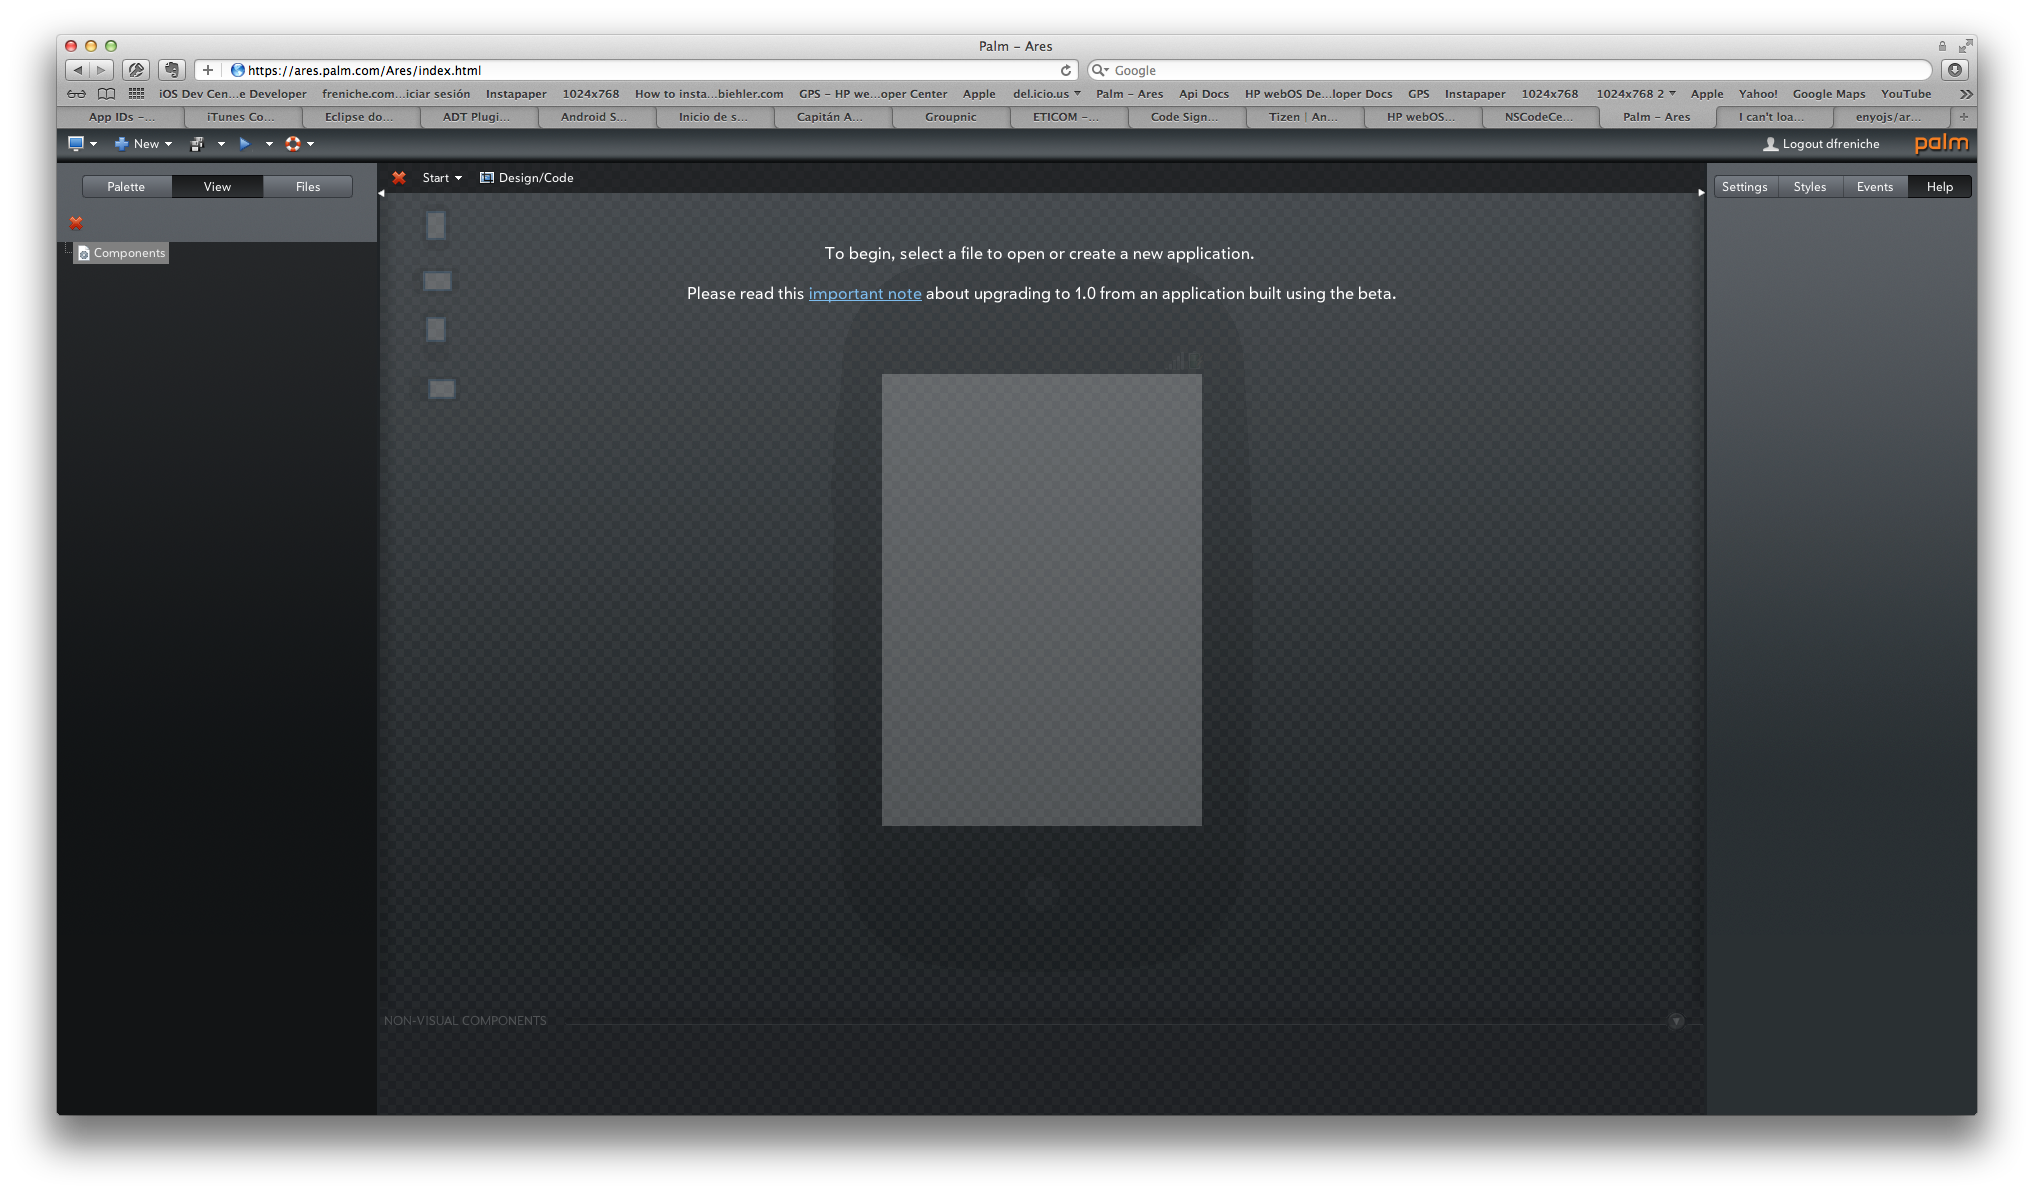 Palm – Ares
https://ares.palm.com/Ares/index.html
Google
iOS Dev Cen...e Developer freniche.com...iciar sesión Instapaper 1024x768 How to insta...biehler.com GPS – HP we...oper Center Apple del.icio.us Palm – Ares Api Docs HP webOS De...loper Docs GPS Instapaper 1024x768 1024x768 2 Apple Yahoo! Google Maps YouTube
App IDs –... iTunes Co... Eclipse do... ADT Plugi... Android S... Inicio de s... Capitán A... Groupnic ETICOM –... Code Sign... Tizen | An... HP webOS... NSCodeCe... Palm – Ares I can't loa... enyojs/ar...
New Logout dfreniche palm
Palette View Files Start Design/Code Settings Styles Events Help
Components
To begin, select a file to open or create a new application.
Please read this important note about upgrading to 1.0 from an application built using the beta.
NON-VISUAL COMPONENTS